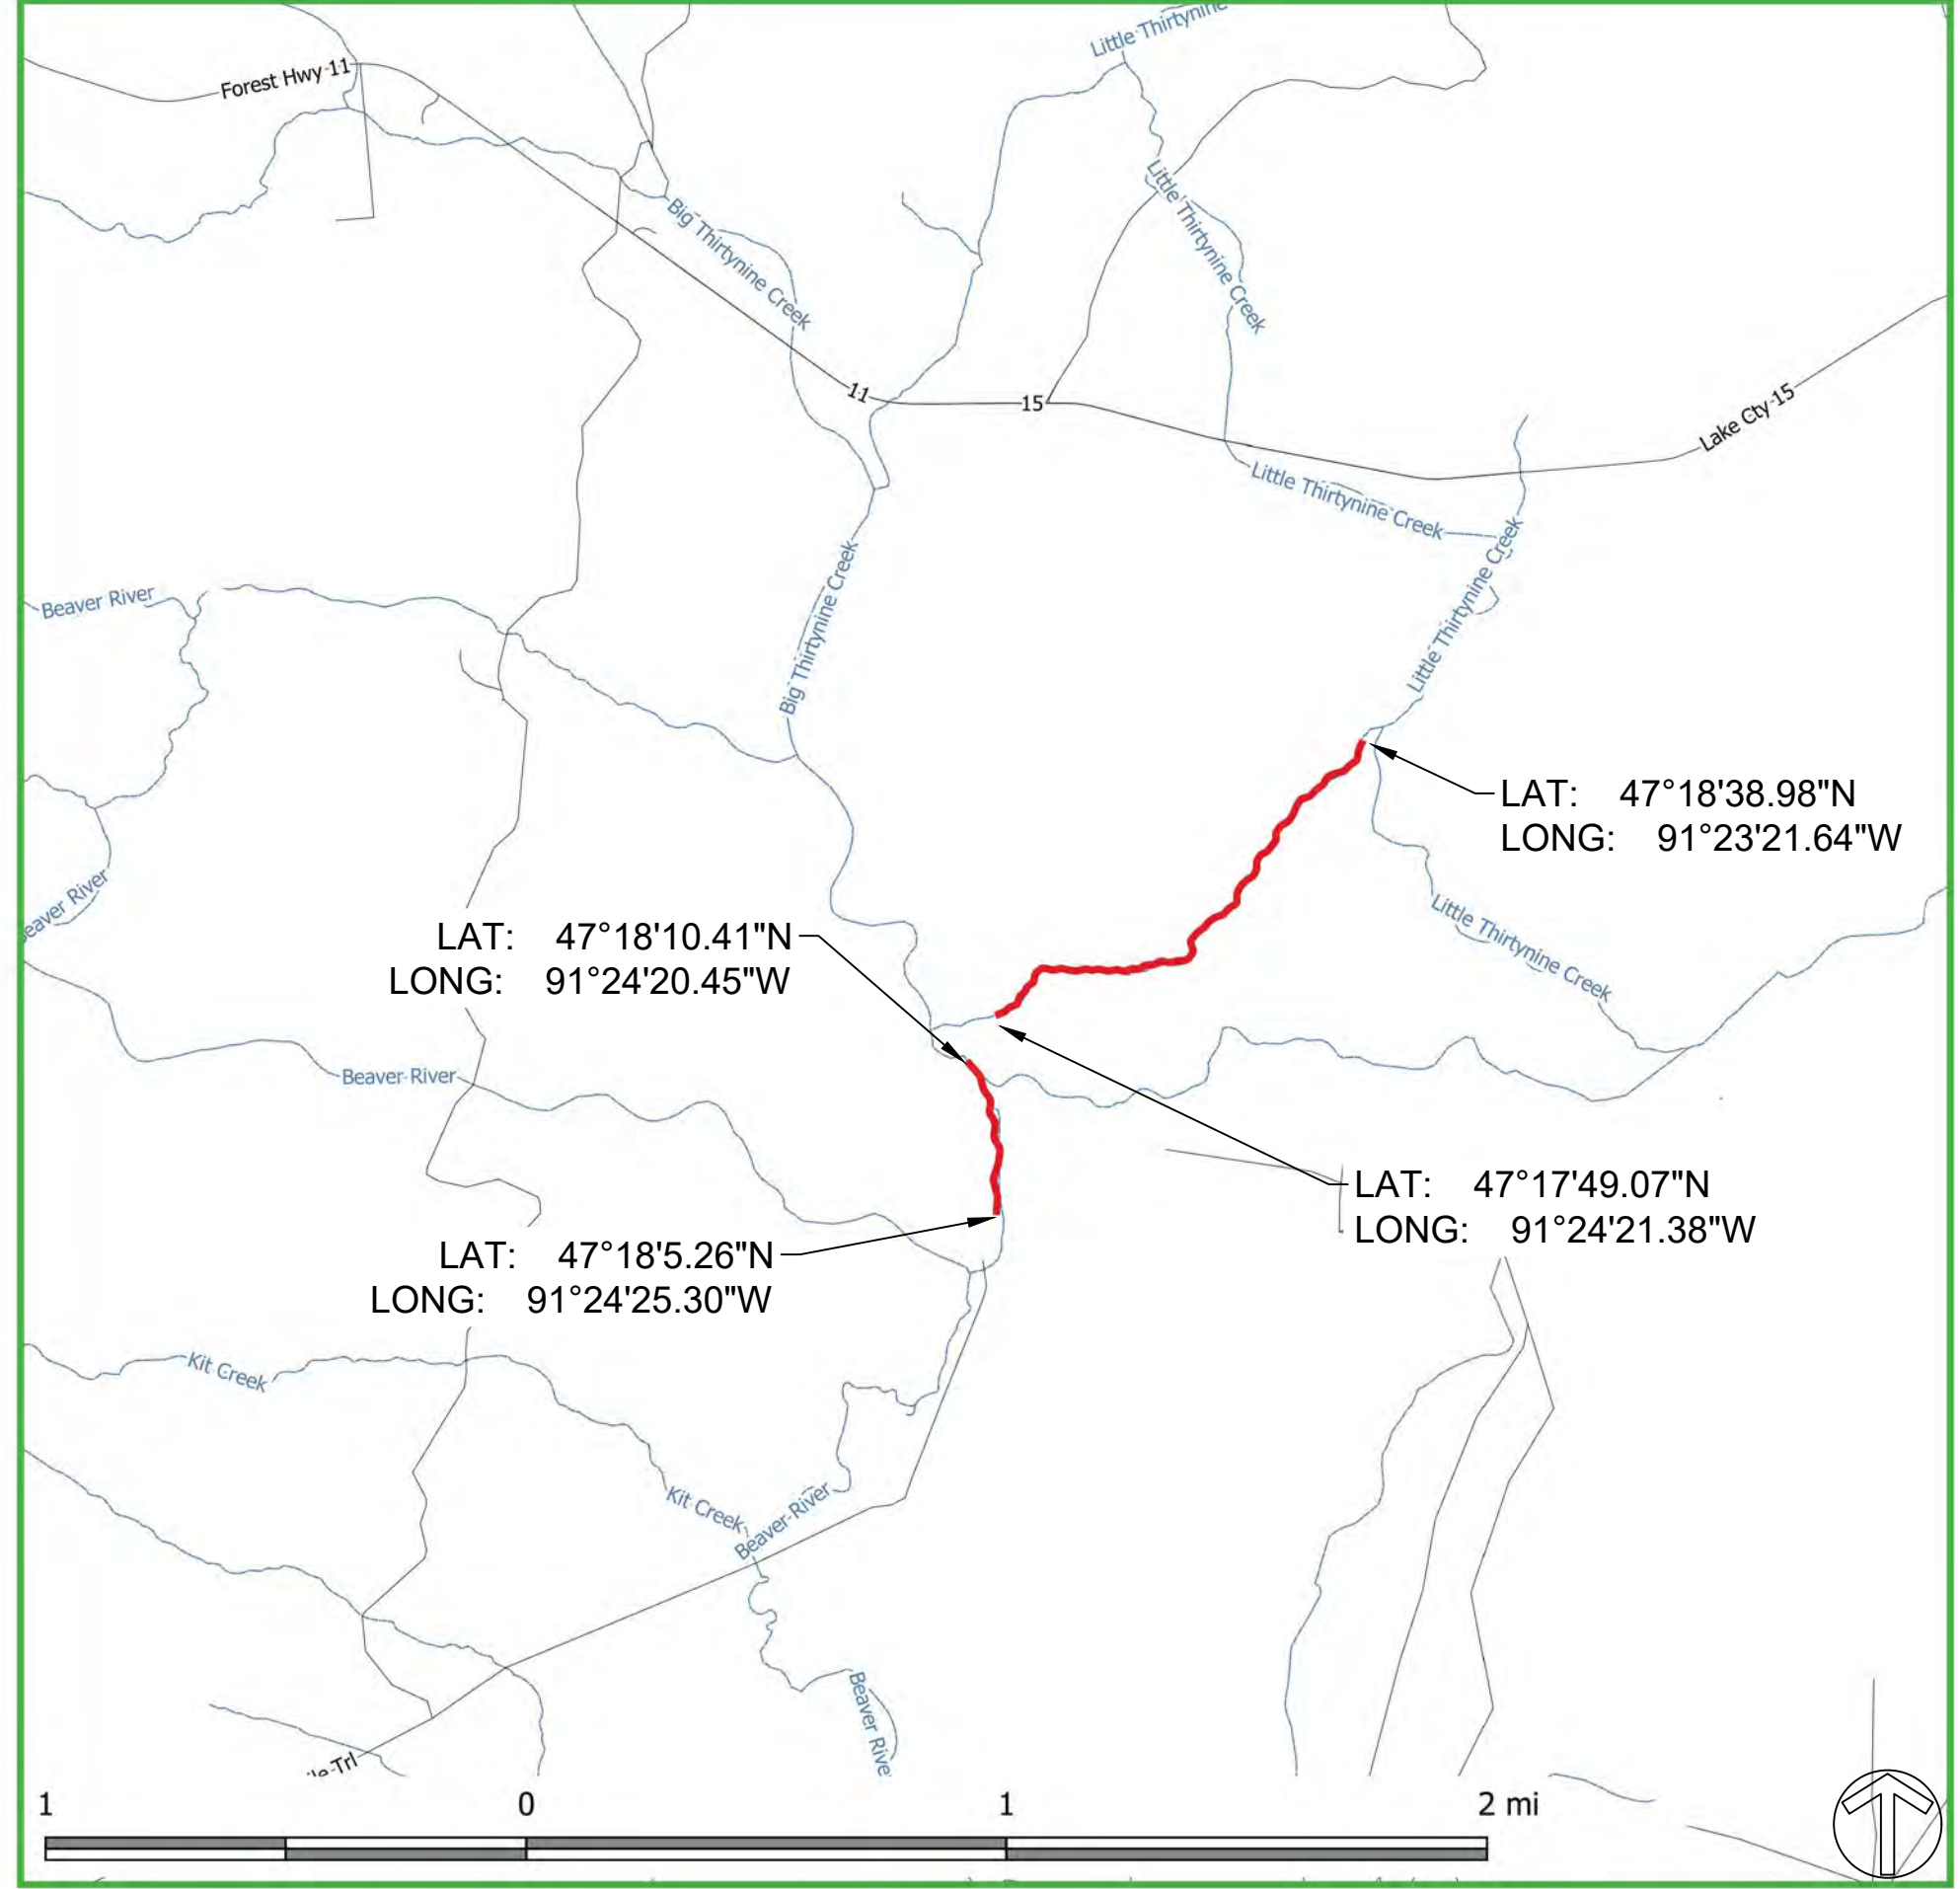 Little Thirtynine
Forest Hwy 11
Little Thirtynine Creek
Big Thirtynine Creek
11
15
Lake Cty 15
Little Thirtynine Creek
Little Thirtynine Creek
Big Thirtynine Creek
Beaver River
LAT: 47°18'38.98"N
LONG: 91°23'21.64"W
Beaver River
Little Thirtynine Creek
LAT: 47°18'10.41"N
LONG: 91°24'20.45"W
Beaver River
LAT: 47°17'49.07"N
LONG: 91°24'21.38"W
LAT: 47°18'5.26"N
LONG: 91°24'25.30"W
Kit Creek
Kit Creek
Beaver River
Beaver Rive
Trl
1 0 1 2 mi